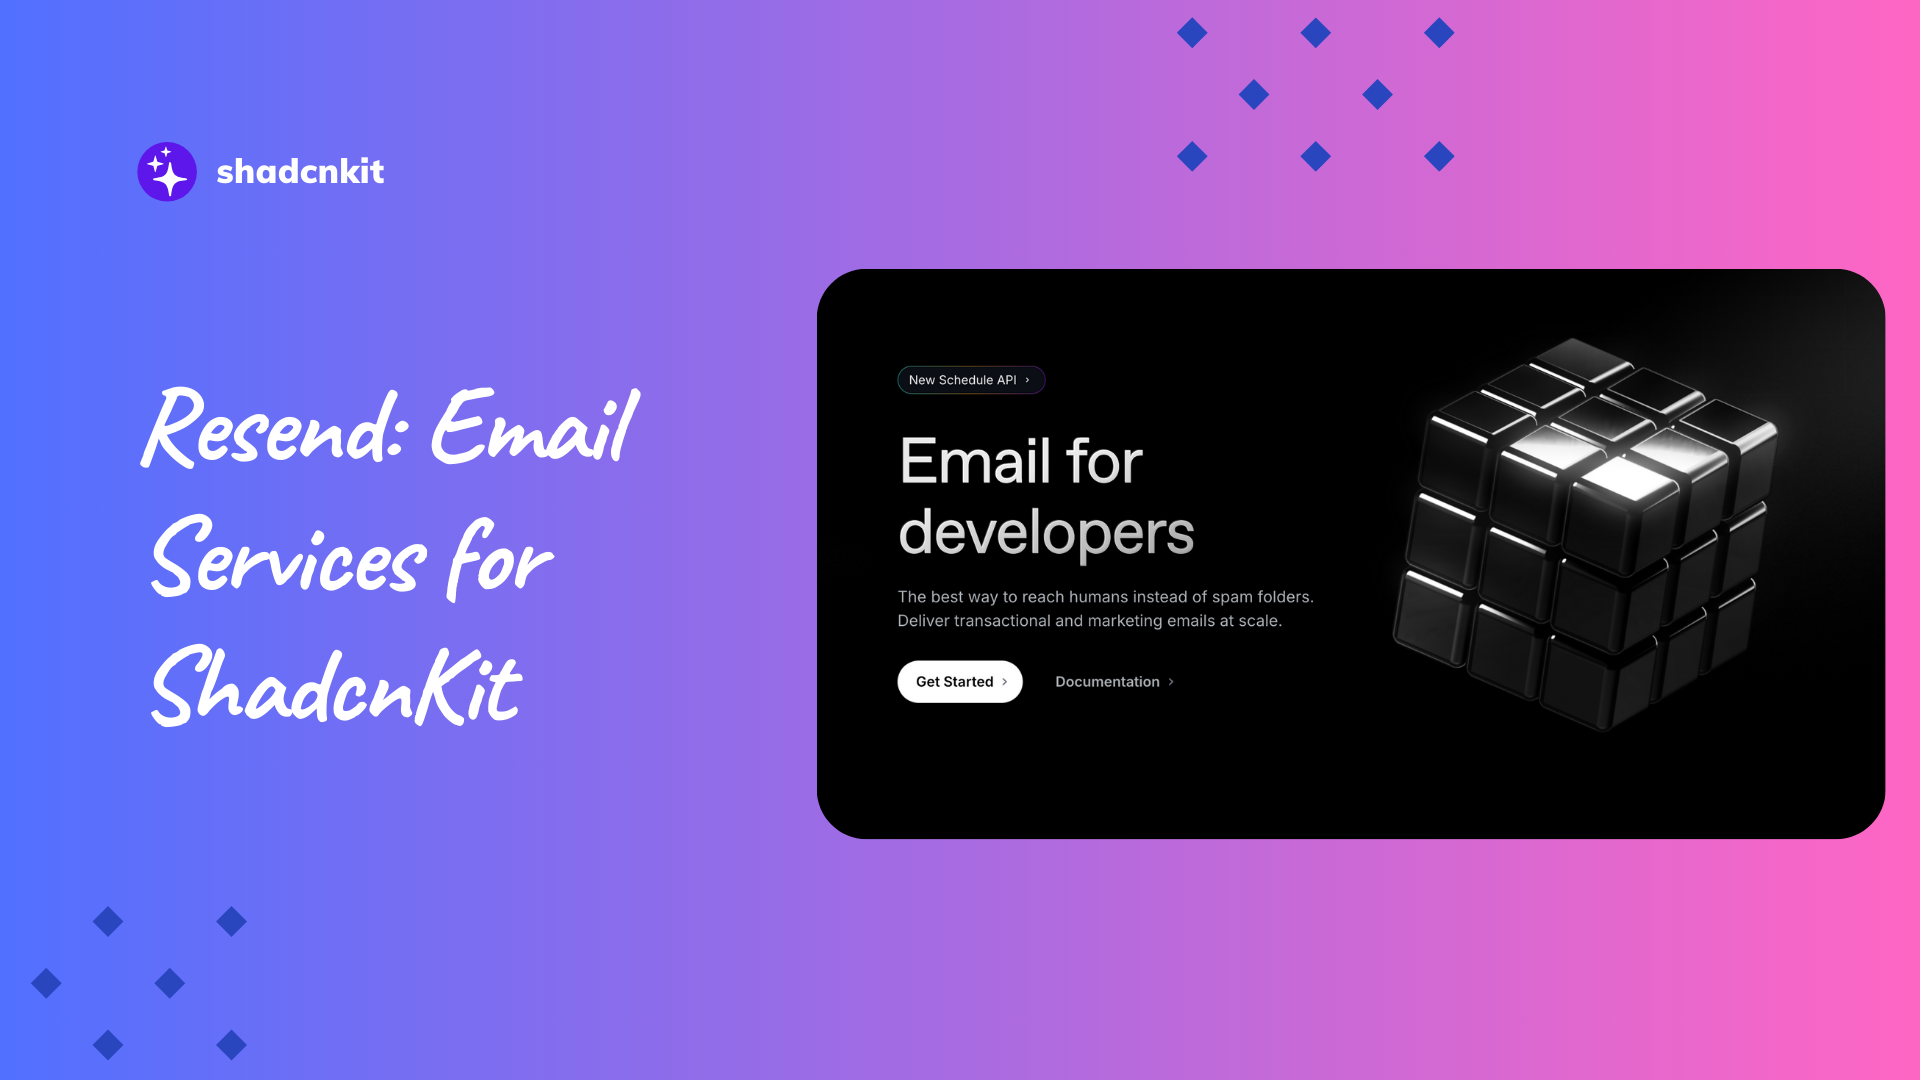 shadcnkit
Resend: Email
Services for
ShadcnKit
New Schedule API
Email for
developers
The best way to reach humans instead of spam folders.
Deliver transactional and marketing emails at scale.
Get Started
Documentation